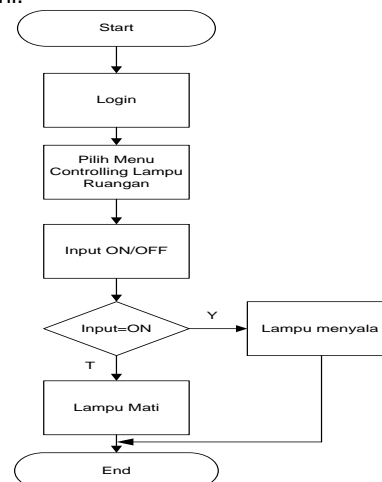 Start
Login
Pilih Menu
Controlling Lampu
Ruangan
Input ON/OFF
Input=ON
Y
Lampu menyala
T
Lampu Mati
End